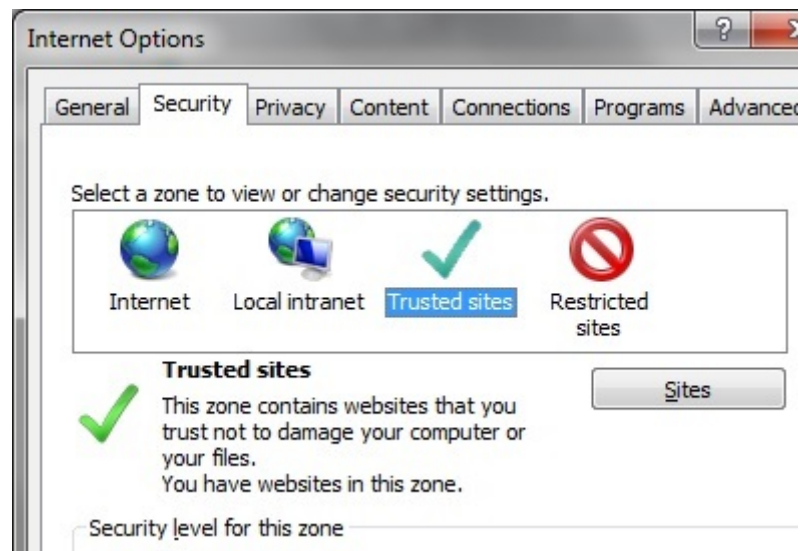 Internet Options
General Security Privacy Content Connections Programs Advanced
Select a zone to view or change security settings.
Internet Local intranet Trusted sites Restricted sites
Trusted sites
Sites
This zone contains websites that you
trust not to damage your computer or
your files.
You have websites in this zone.
Security level for this zone